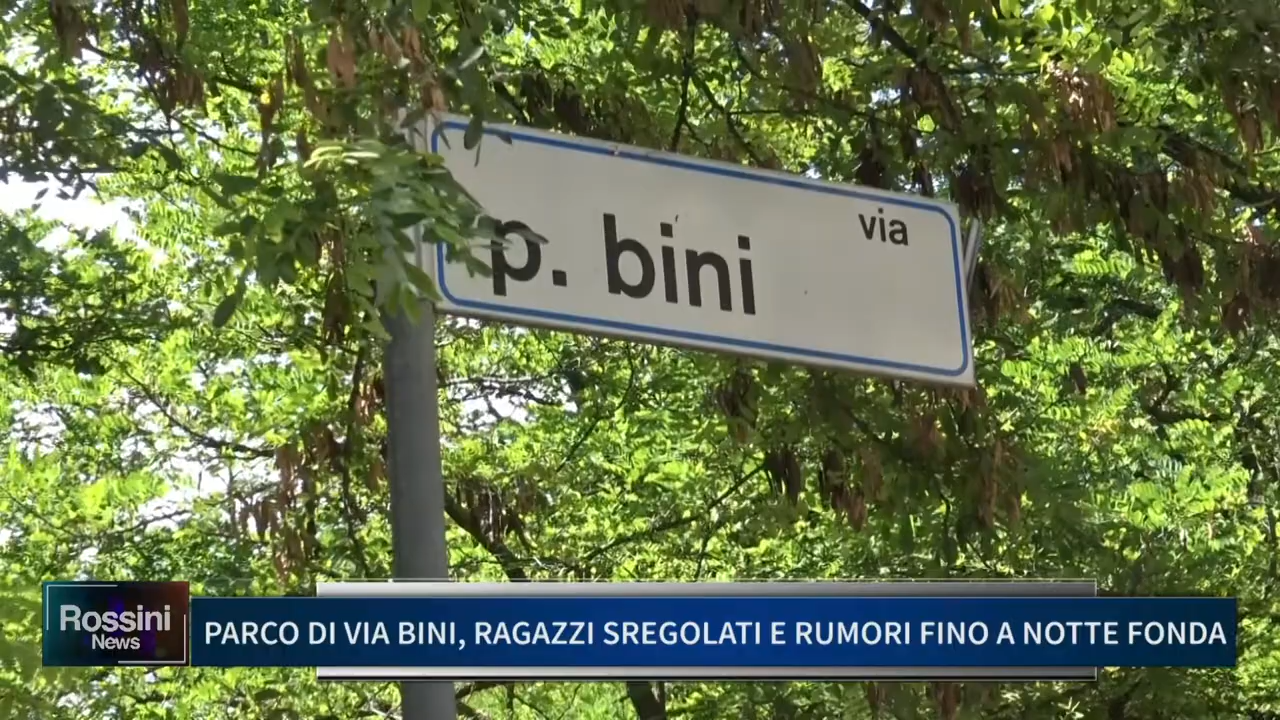 via
p. bini
Rossini
News
PARCO DI VIA BINI, RAGAZZI SREGOLATI E RUMORI FINO A NOTTE FONDA